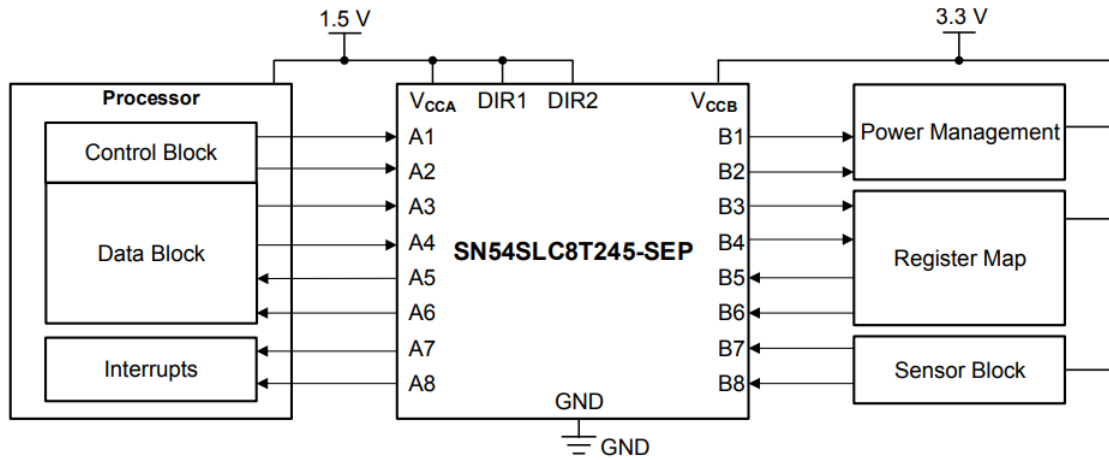 1.5 V
3.3 V
Processor
VCCA
DIR1
DIR2
VCCB
Control Block
Data Block
Interrupts
A1
A2
A3
A4
A5
A6
A7
A8
SN54SLC8T245-SEP
B1
B2
B3
B4
B5
B6
B7
B8
Power Management
Register Map
Sensor Block
GND
GND